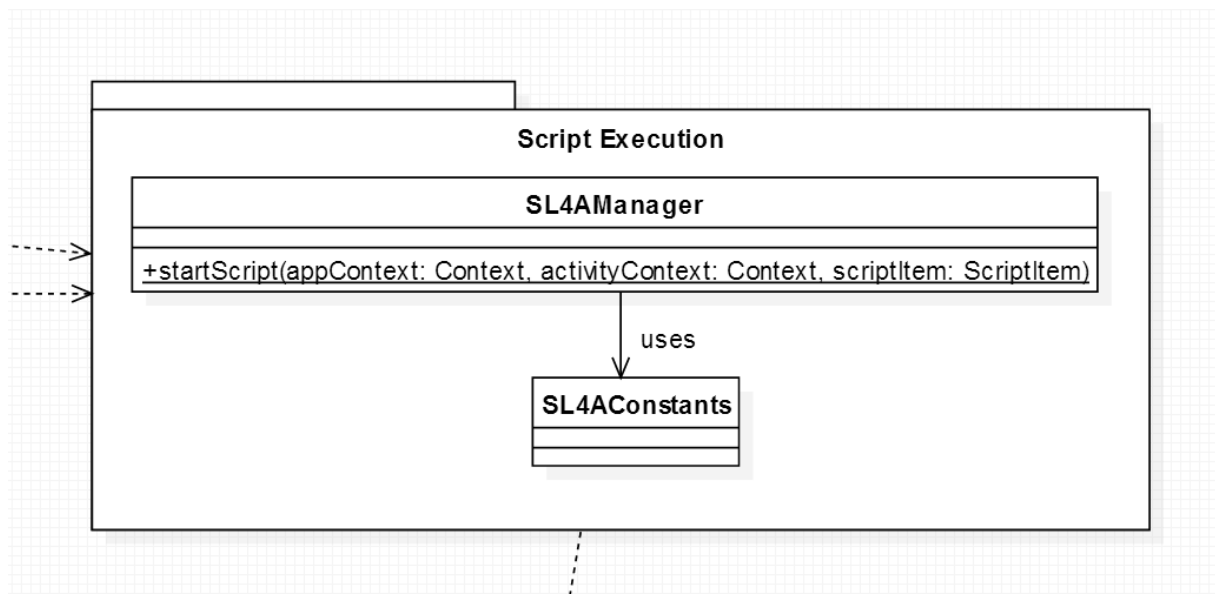 Script Execution
SL4AManager
+startScript(appContext: Context, activityContext: Context, scriptItem: ScriptItem)
uses
SL4AConstants